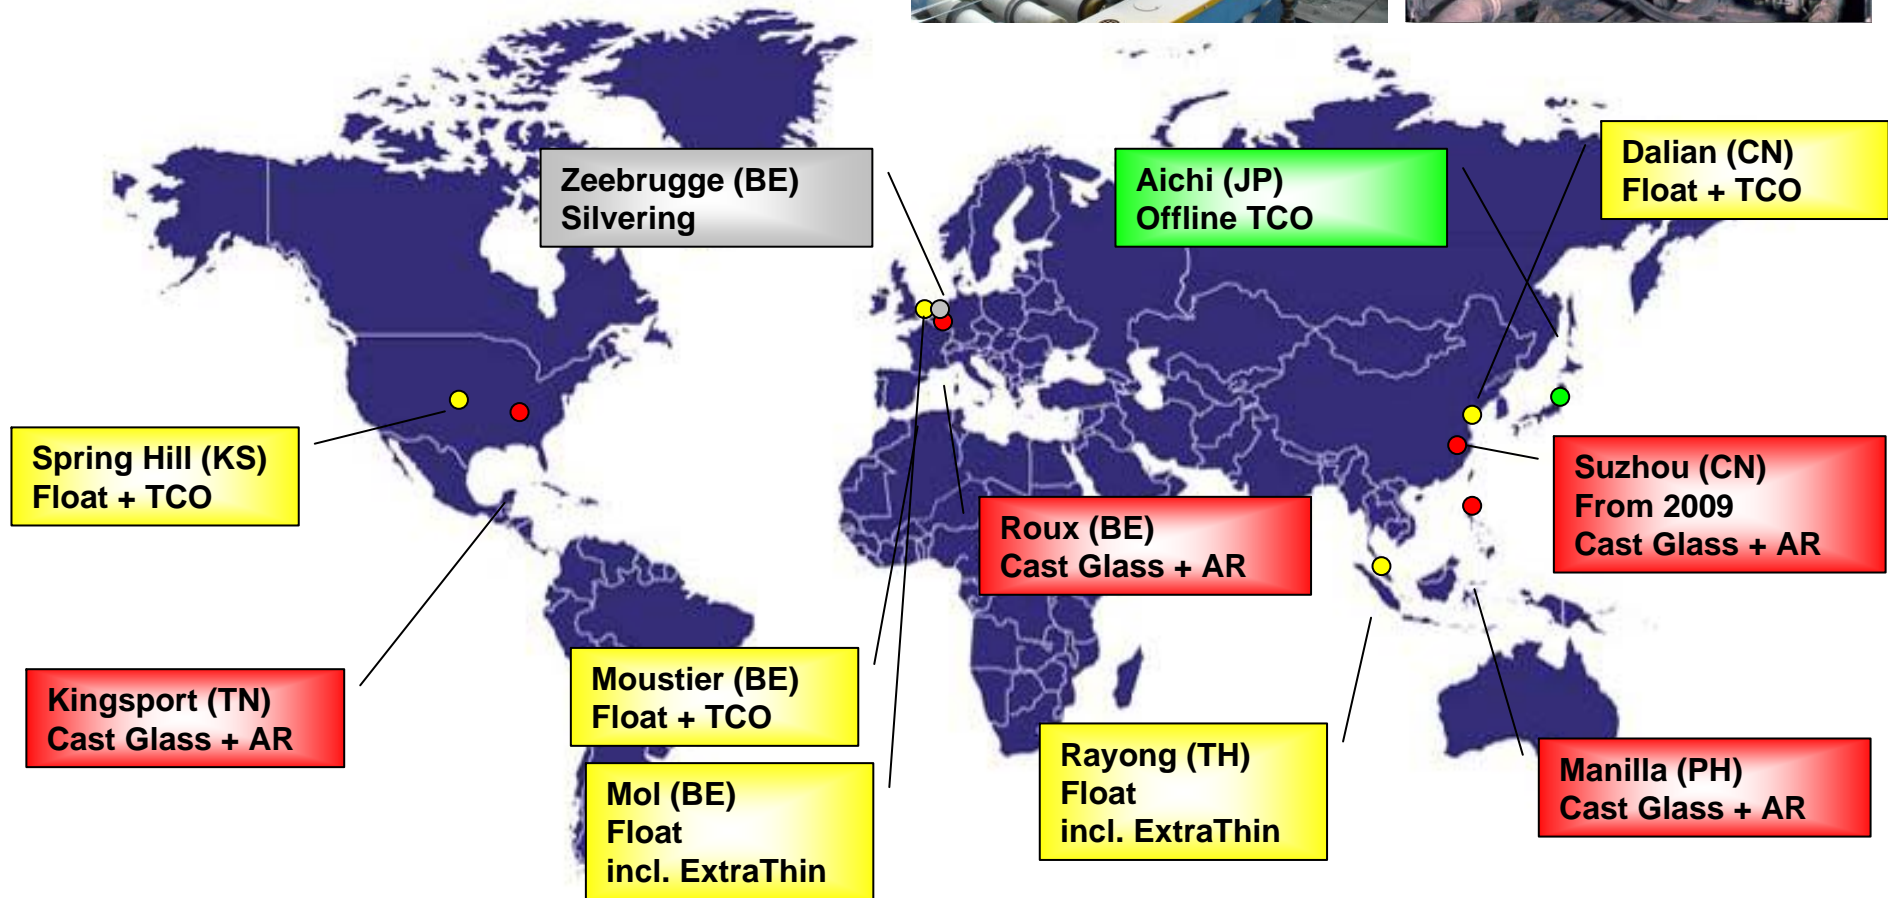 Dalian (CN)
Float + TCO
Zeebrugge (BE)
Silvering
Aichi (JP)
Offline TCO
Spring Hill (KS)
Float + TCO
Suzhou (CN)
From 2009
Cast Glass + AR
Roux (BE)
Cast Glass + AR
Kingsport (TN)
Cast Glass + AR
Moustier (BE)
Float + TCO
Rayong (TH)
Float
incl. ExtraThin
Manilla (PH)
Cast Glass + AR
Mol (BE)
Float
incl. ExtraThin